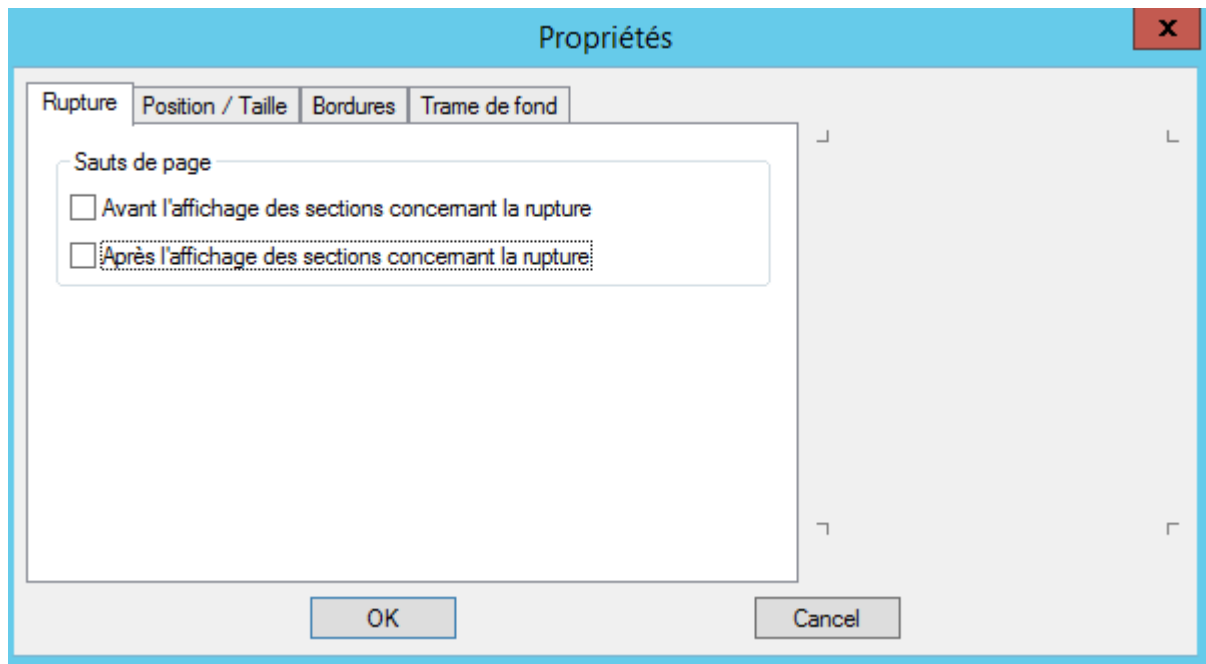 Propriétés
x
Rupture
Position / Taille
Bordures
Trame de fond
Sauts de page
Avant l'affichage des sections concernant la rupture
Après l'affichage des sections concernant la rupture
OK
Cancel